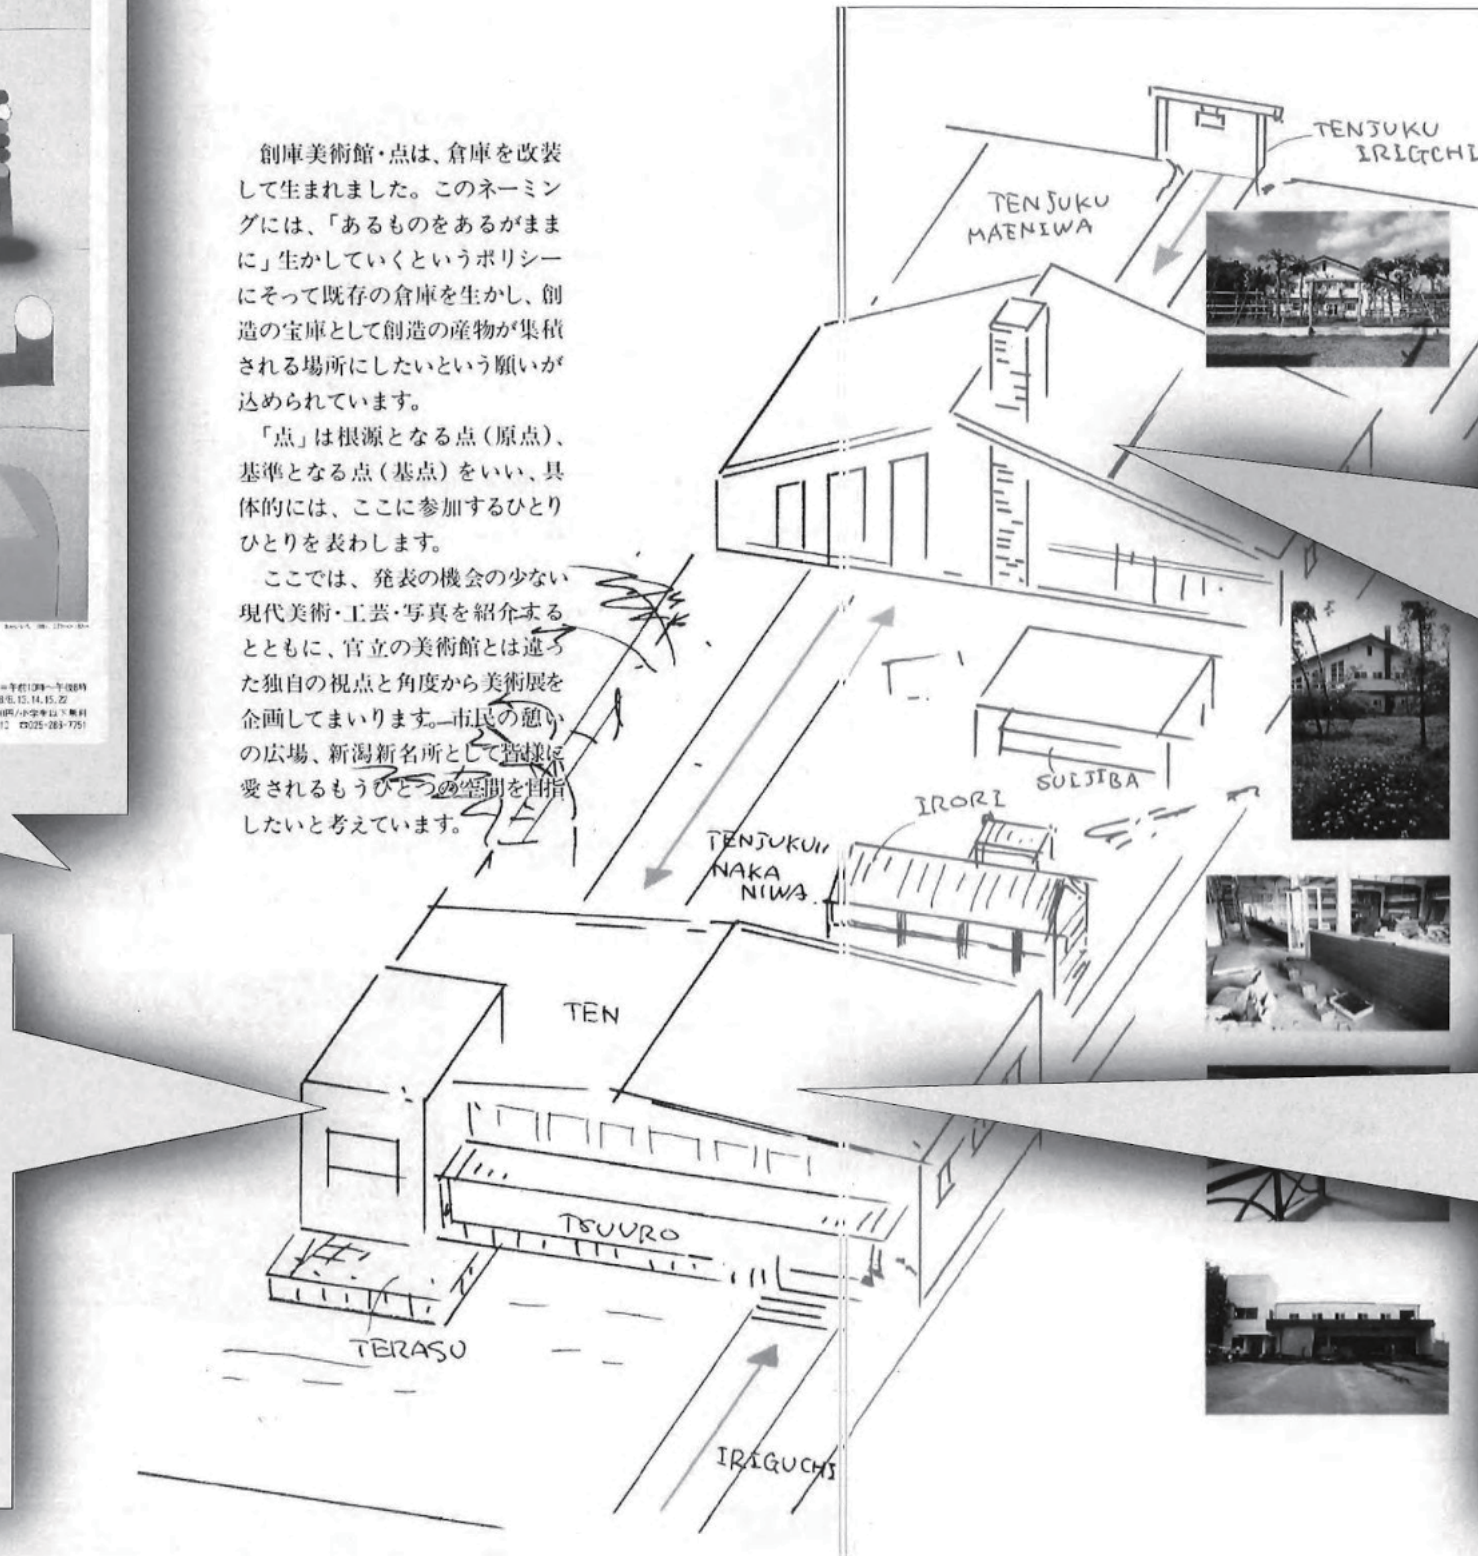 創庫美術館・点は、倉庫を改装
して生まれました。このネーミン
グには、「あるものをあるがまま
に」生かしていくというポリシー
にそって既存の倉庫を生かし、創
造の宝庫として創造の産物が集積
される場所にしたいという願いが
込められています。
「点」は根源となる点(原点)、
基準となる点(基点)をいい、具
体的には、ここに参加するひとり
ひとりを表わします。
ここでは、発表の機会の少ない
現代美術・工芸・写真を紹介する
とともに、官立の美術館とは違っ
た独自の視点と角度から美術展を
企画してまいります。市民の憩い
の広場、新潟新名所として皆様に
愛されるもうひとつの空間を目指
したいと考えています。
TENJUKU
IRIGCHI
TENJUKU
MAENIWA
SUIJIBA
IRORI
TENJUKU
NAKA
NIWA
TEN
TSUURO
TERASU
IRIGUCHI